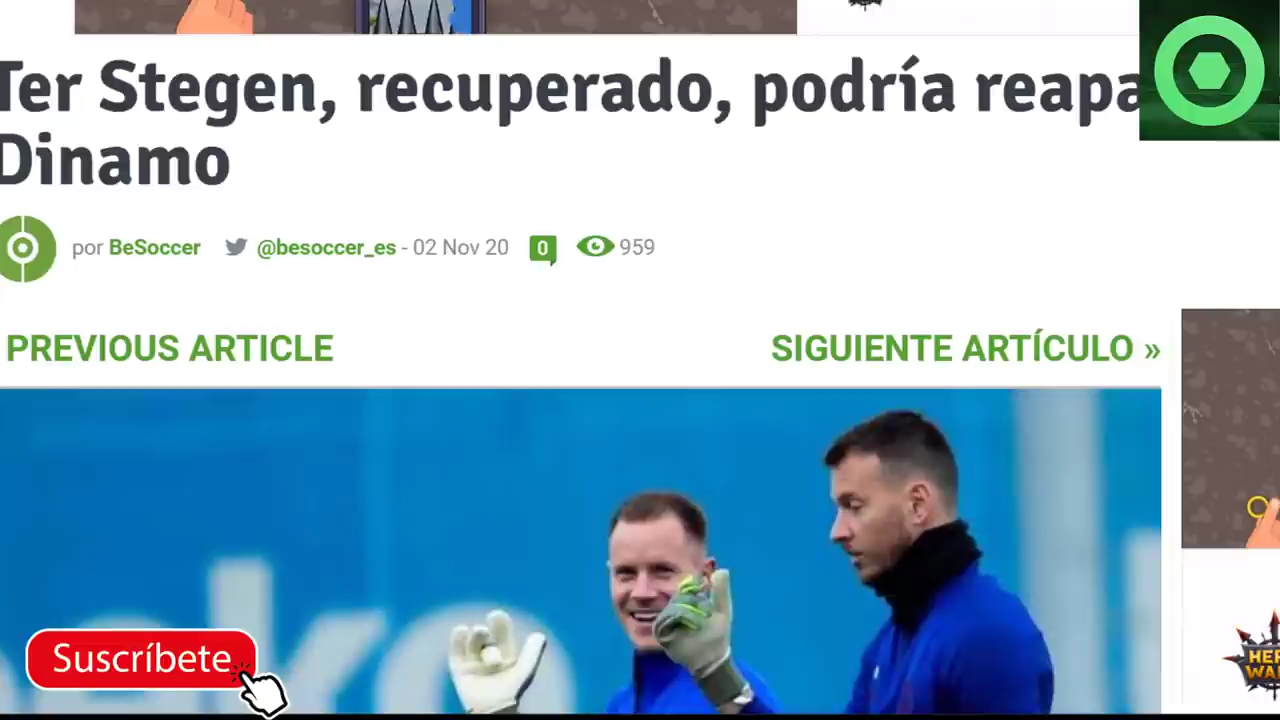 Ter Stegen, recuperado, podría reapa
Dinamo
por BeSoccer @besoccer_es - 02 Nov 20 0 959
PREVIOUS ARTICLE
SIGUIENTE ARTÍCULO »
Suscríbete